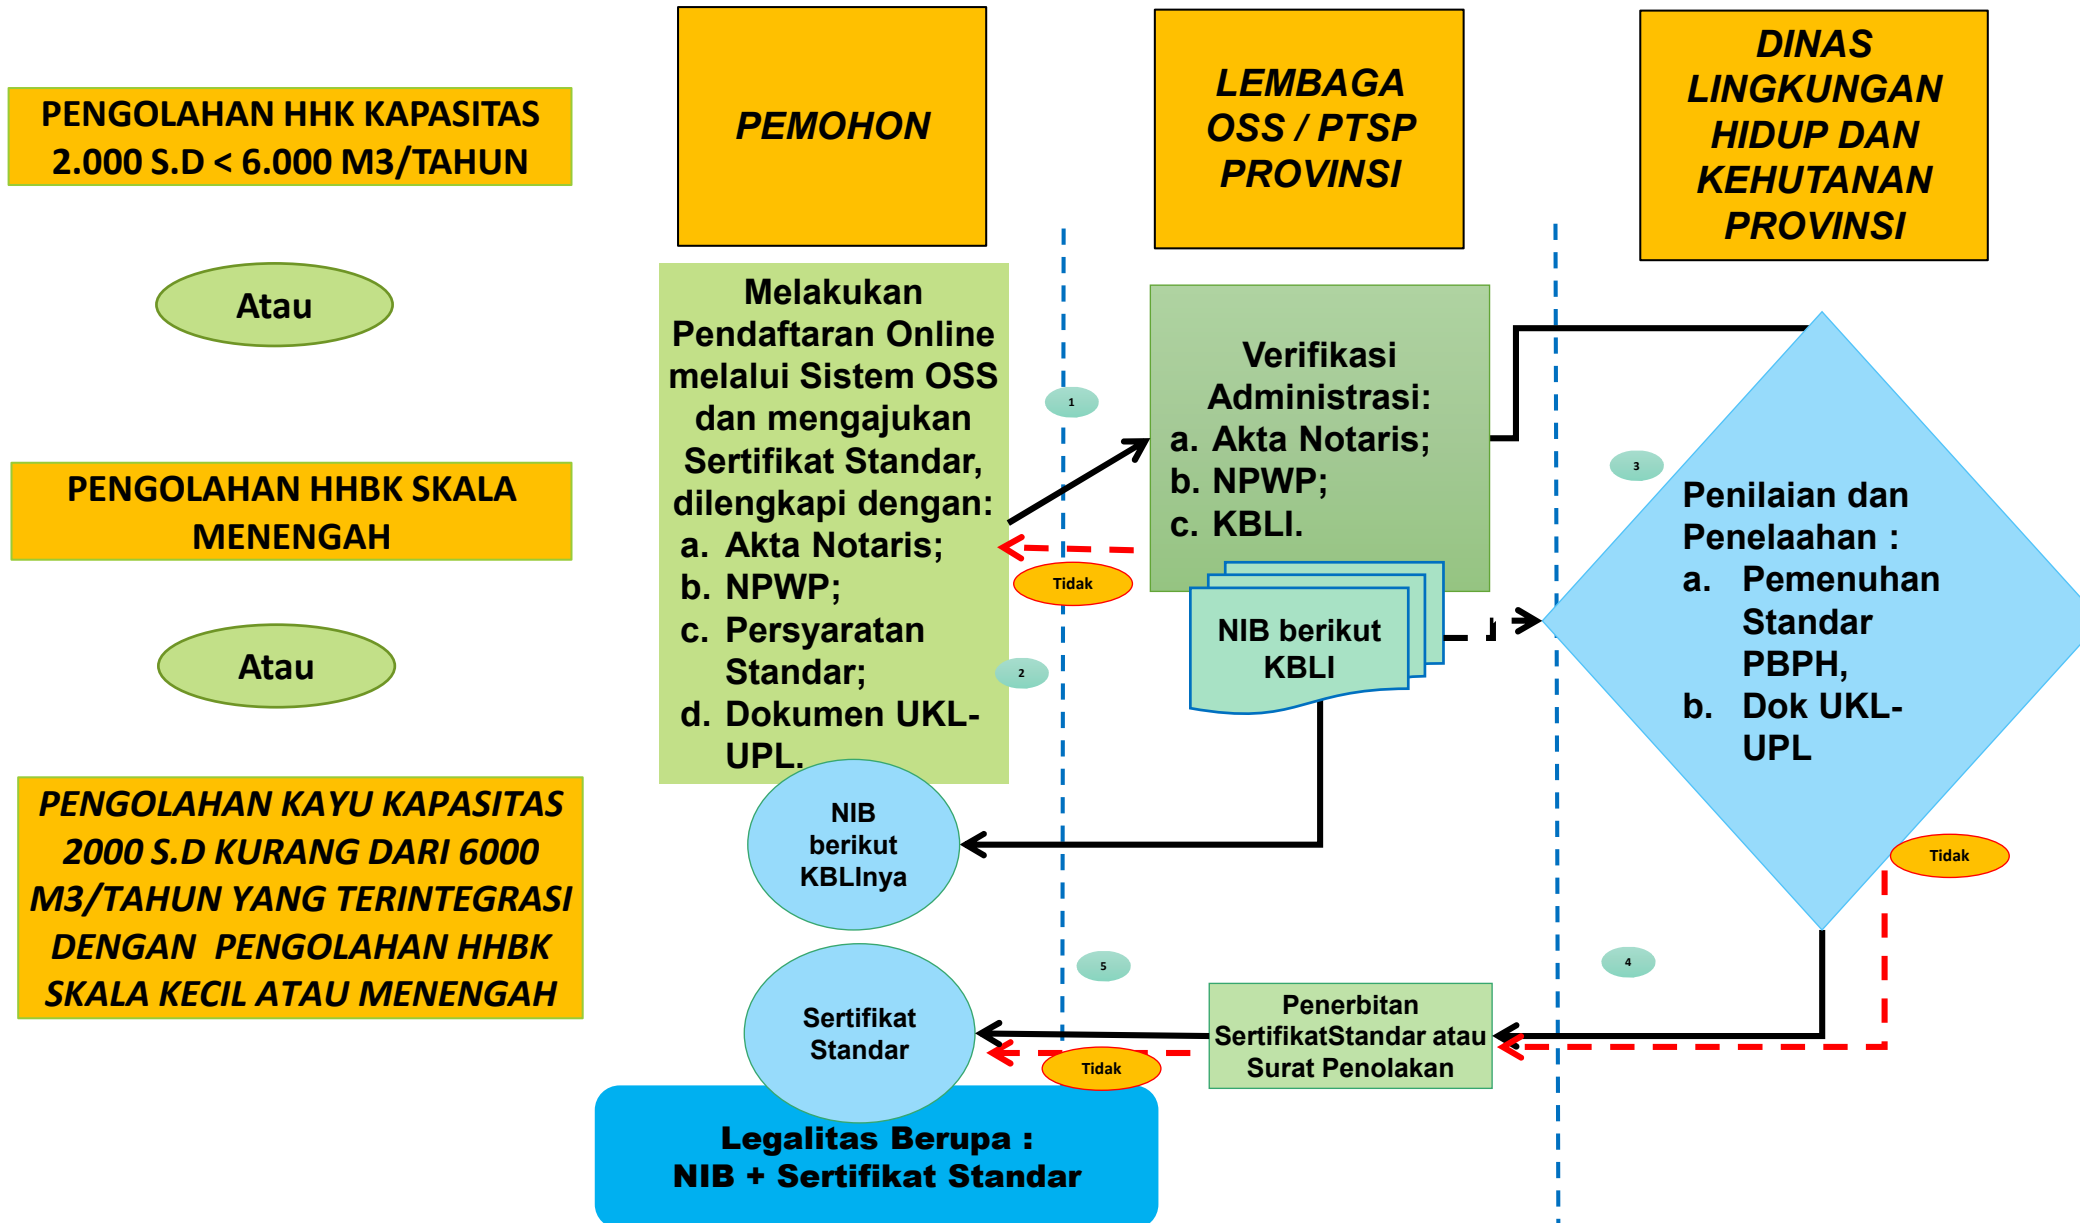 PENGOLAHAN HHK KAPASITAS
2.000 S.D < 6.000 M3/TAHUN
Atau
PENGOLAHAN HHBK SKALA
MENENGAH
Atau
PENGOLAHAN KAYU KAPASITAS
2000 S.D KURANG DARI 6000
M3/TAHUN YANG TERINTEGRASI
DENGAN PENGOLAHAN HHBK
SKALA KECIL ATAU MENENGAH
PEMOHON
LEMBAGA
OSS / PTSP
PROVINSI
DINAS
LINGKUNGAN
HIDUP DAN
KEHUTANAN
PROVINSI
Melakukan
Pendaftaran Online
melalui Sistem OSS
dan mengajukan
Sertifikat Standar,
dilengkapi dengan:
a. Akta Notaris;
b. NPWP;
c. Persyaratan
Standar;
d. Dokumen UKL-
UPL.
1
Tidak
2
Verifikasi
Administrasi:
a. Akta Notaris;
b. NPWP;
c. KBLI.
NIB berikut
KBLI
3
Penilaian dan
Penelaahan :
a. Pemenuhan
Standar
PBPH,
b. Dok UKL-
UPL
Tidak
NIB
berikut
KBLInya
4
5
Penerbitan
SertifikatStandar atau
Surat Penolakan
Tidak
Sertifikat
Standar
Legalitas Berupa :
NIB + Sertifikat Standar